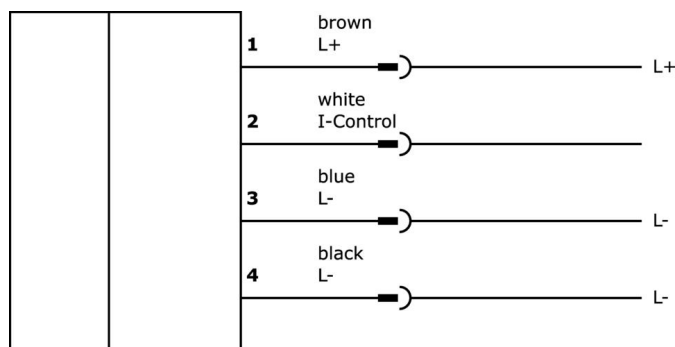 brown
1 L+
L+
white
2 I-Control
blue
3 L-
L-
black
4 L-
L-